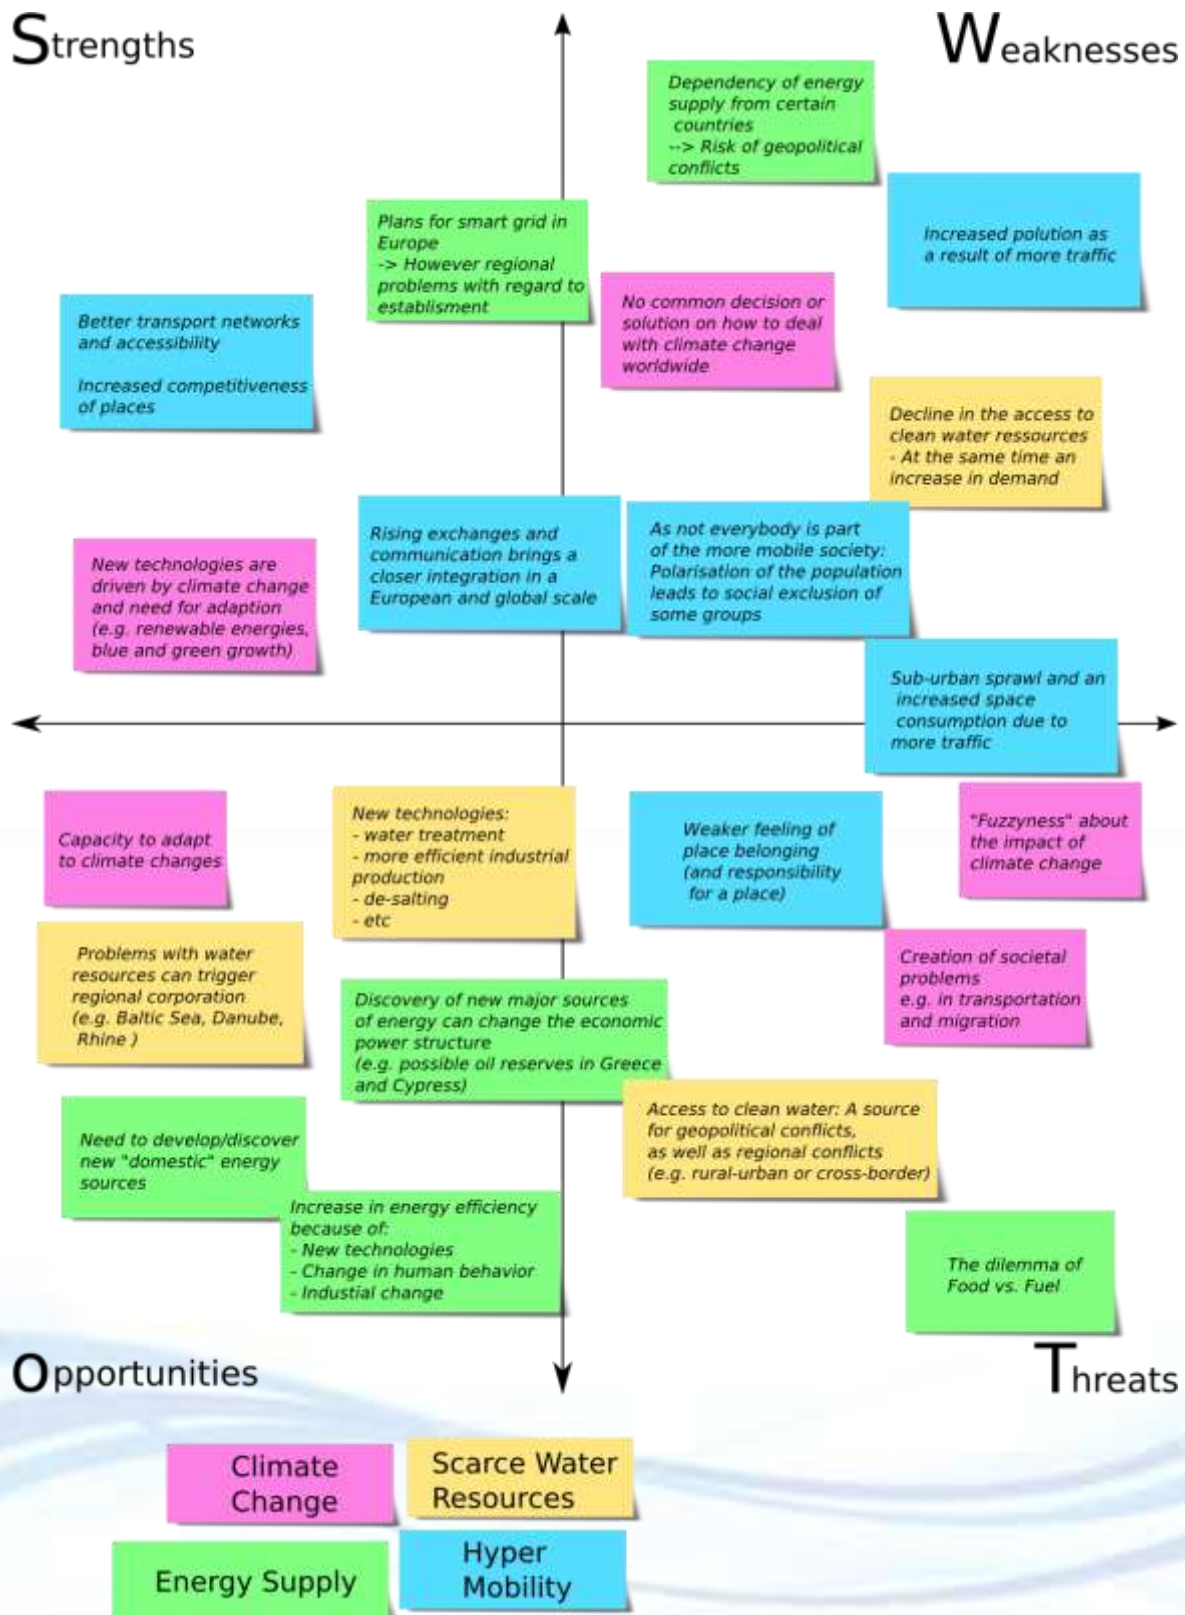 Strengths
Weaknesses
Dependency of energy
supply from certain
countries
--> Risk of geopolitical
conflicts
Increased polution as
a result of more traffic
Plans for smart grid in
Europe
-> However regional
problems with regard to
establisment
No common decision or
solution on how to deal
with climate change
worldwide
Better transport networks
and accessibility
Increased competitiveness
of places
Decline in the access to
clean water ressources
- At the same time an
increase in demand
Rising exchanges and
communication brings a
closer integration in a
European and global scale
As not everybody is part
of the more mobile society:
Polarisation of the population
leads to social exclusion of
some groups
New technologies are
driven by climate change
and need for adaption
(e.g. renewable energies,
blue and green growth)
Sub-urban sprawl and an
increased space
consumption due to
more traffic
Capacity to adapt
to climate changes
New technologies:
- water treatment
- more efficient industrial
production
- de-salting
- etc
Weaker feeling of
place belonging
(and responsibility
for a place)
"Fuzzyness" about
the impact of
climate change
Problems with water
resources can trigger
regional corporation
(e.g. Baltic Sea, Danube,
Rhine )
Creation of societal
problems
e.g. in transportation
and migration
Discovery of new major sources
of energy can change the economic
power structure
(e.g. possible oil reserves in Greece
and Cypress)
Access to clean water: A source
for geopolitical conflicts,
as well as regional conflicts
(e.g. rural-urban or cross-border)
Need to develop/discover
new "domestic" energy
sources
Increase in energy efficiency
because of:
- New technologies
- Change in human behavior
- Industial change
The dilemma of
Food vs. Fuel
Opportunities
Threats
Climate
Change
Scarce Water
Resources
Energy Supply
Hyper
Mobility